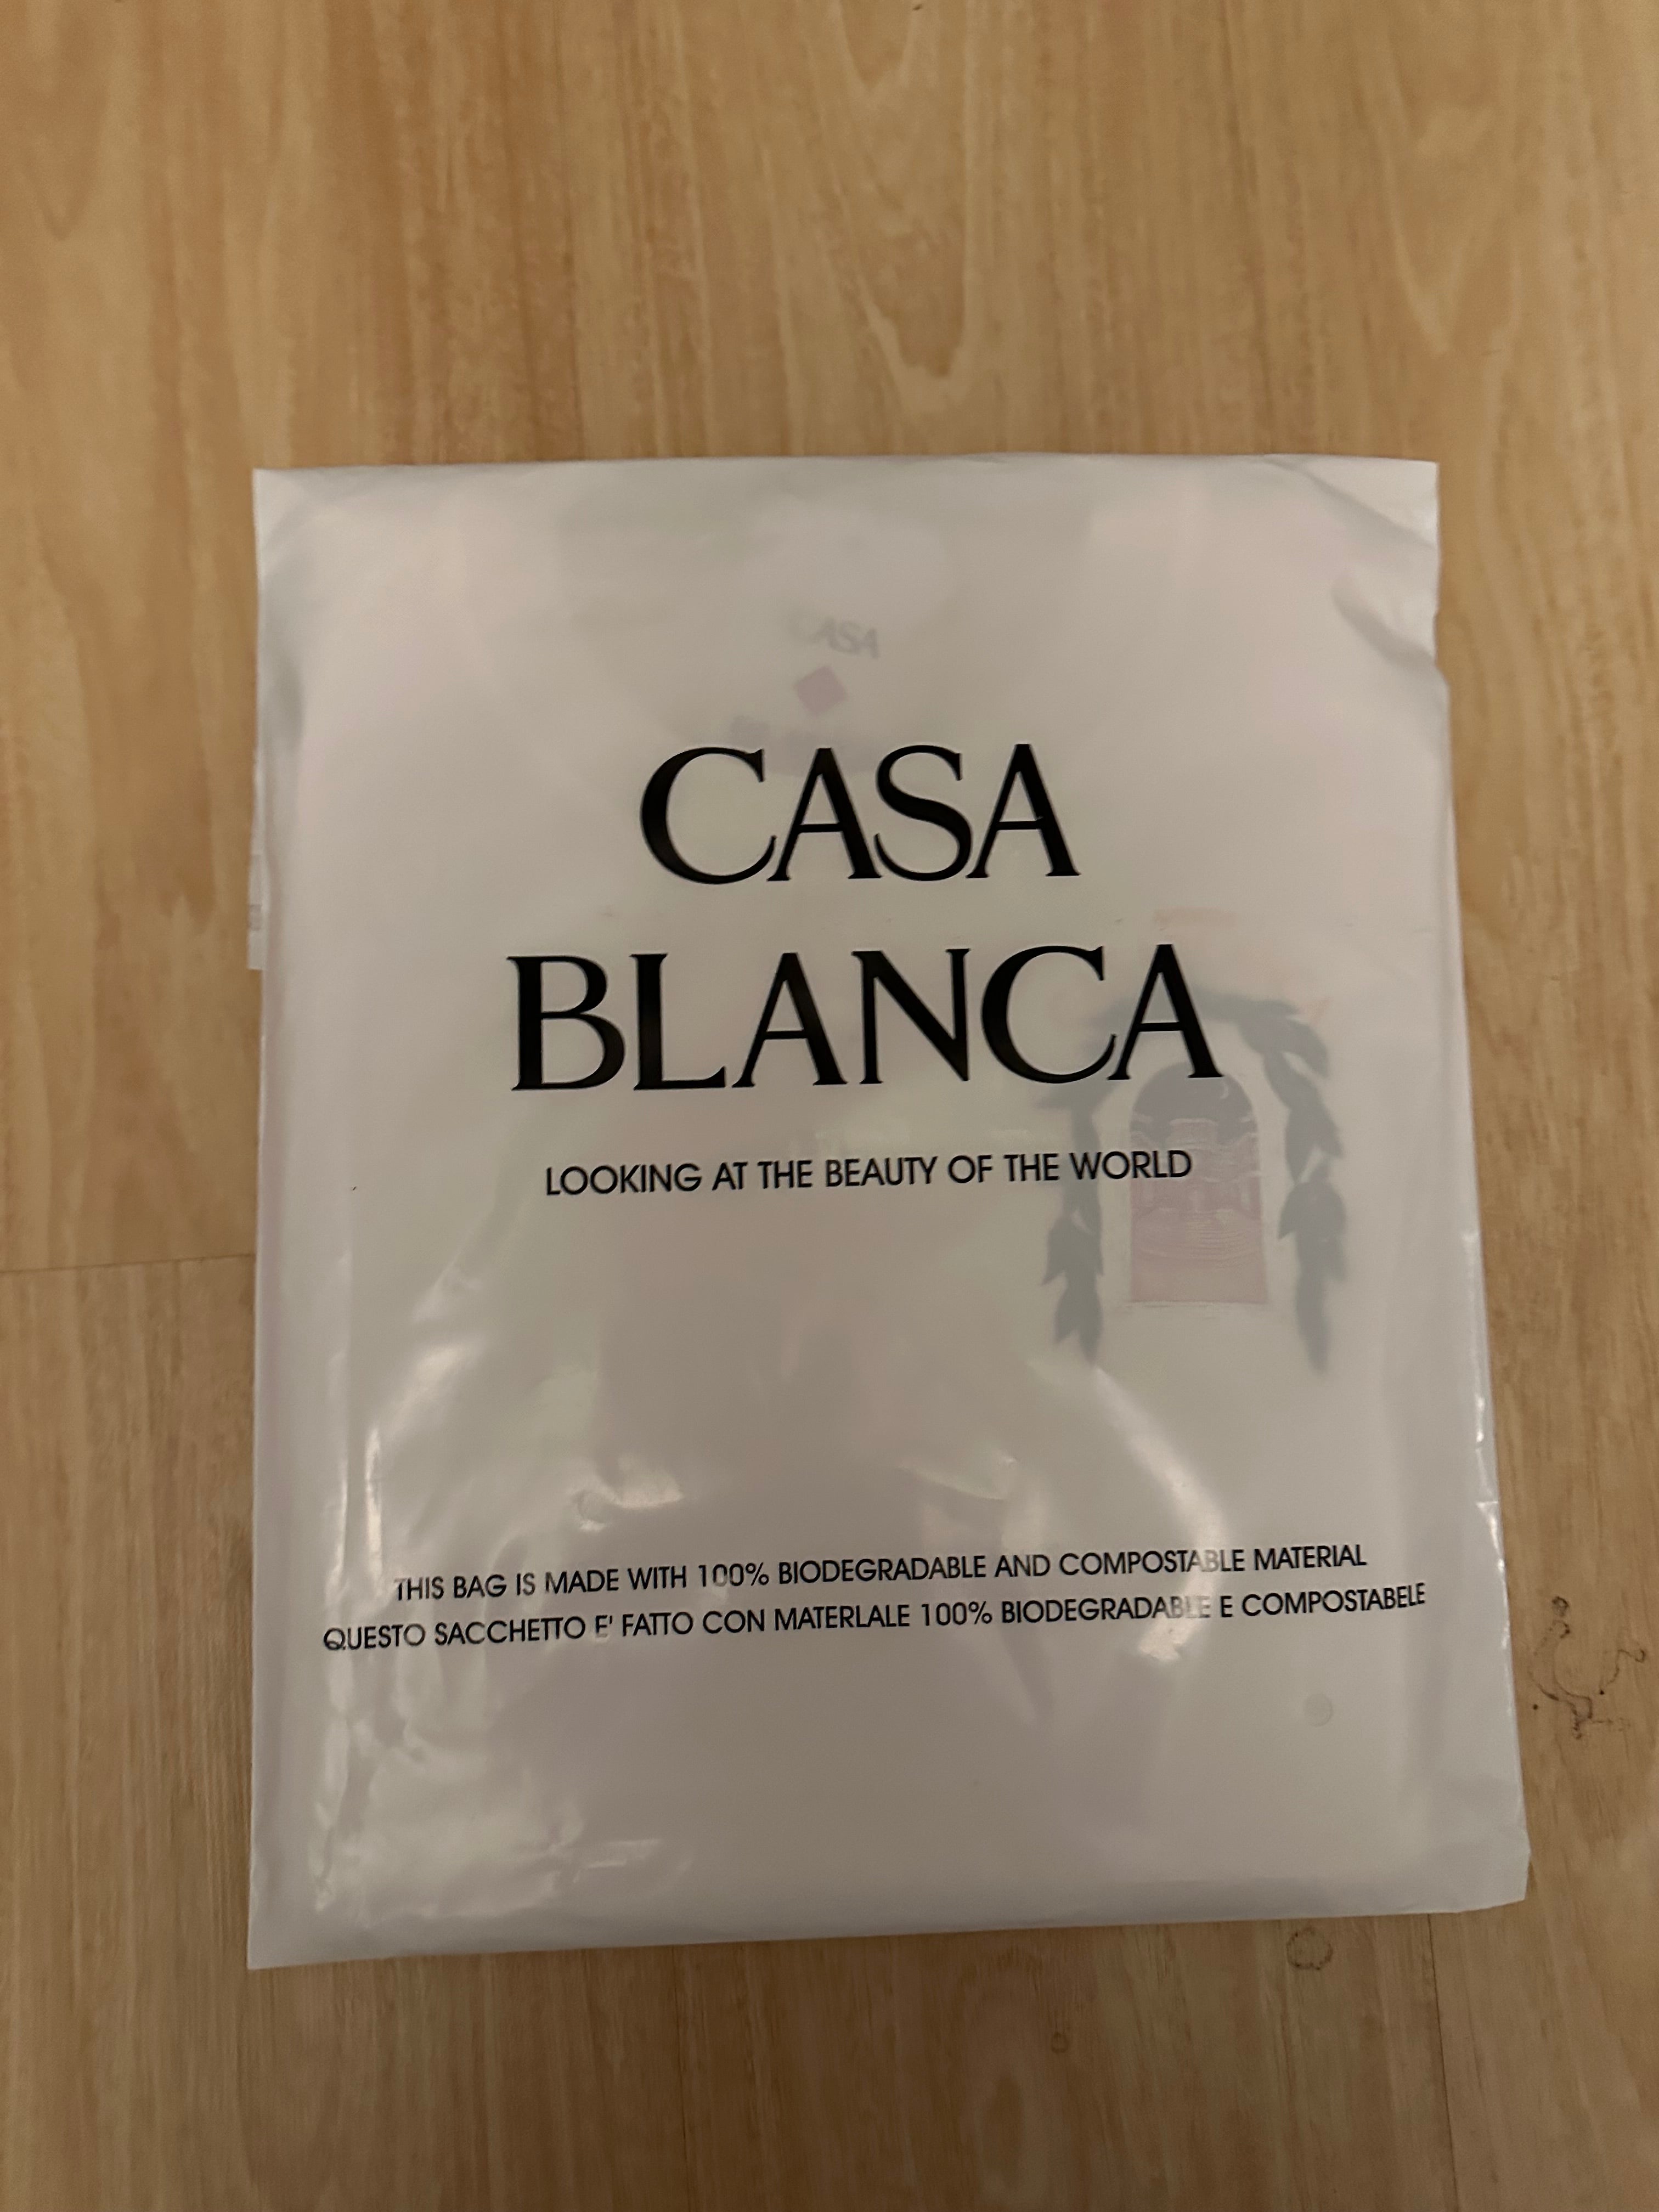 CASA
CASA
BLANCA
LOOKING AT THE BEAUTY OF THE WORLD
THIS BAG IS MADE WITH 100% BIODEGRADABLE AND COMPOSTABLE MATERIAL
QUESTO SACCHETTO E' FATTO CON MATERLALE 100% BIODEGRADABLE E COMPOSTABELE